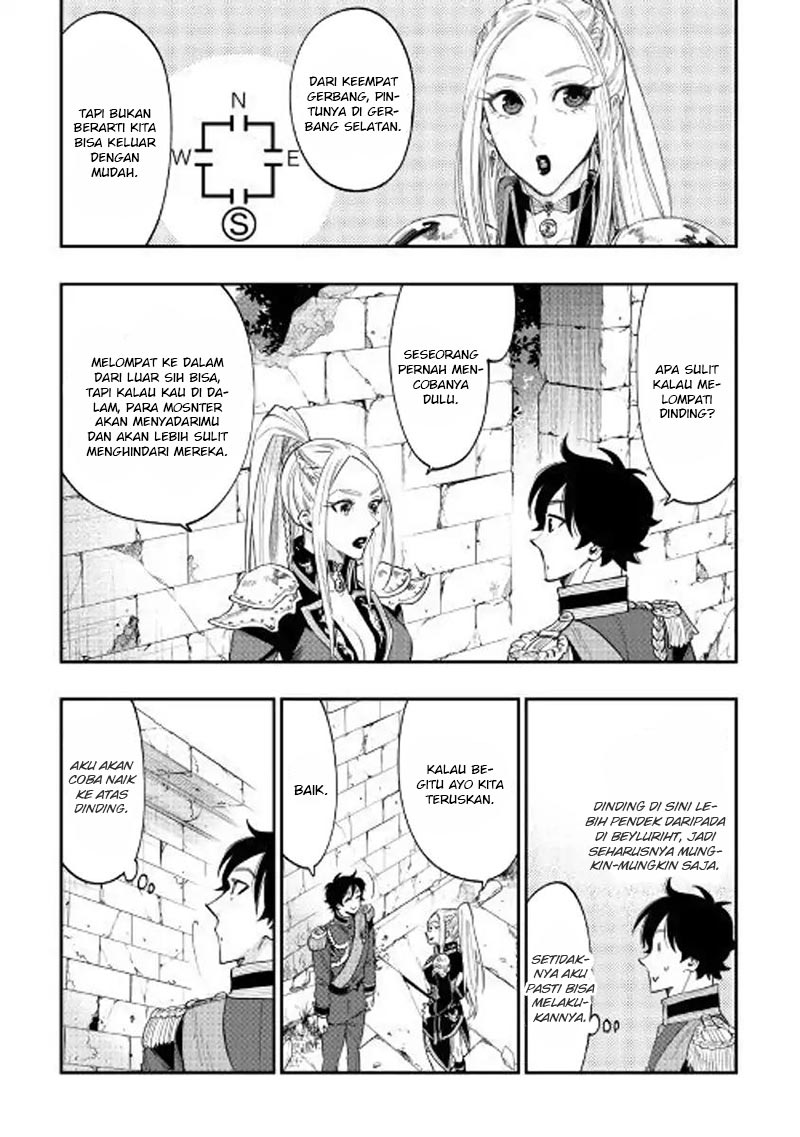 DARI KEEMPAT
GERBANG, PIN-
TUNYA DI GER-
BANG SELATAN.
N
W
E
S
TAPI BUKAN
BERARTI KITA
BISA KELUAR
DENGAN
MUDAH.
APA SULIT
KALAU ME-
LOMPATI
DINDING?
SESEORANG
PERNAH MEN-
COBANYA
DULU.
MELOMPAT KE DALAM
DARI LUAR SIH BISA,
TAPI KALAU KAU DI DA-
LAM, PARA MOSNTER
AKAN MENYADARIMU
DAN AKAN LEBIH SULIT
MENGHINDARI MEREKA.
DINDING DI SINI LE-
BIH PENDEK DARIPADA
DI BEYLURIHT, JADI
SEHARUSNYA MUNG-
KIN-MUNGKIN SAJA.
SETIDAK-
NYA AKU
PASTI BISA
MELAKU-
KANNYA.
KALAU BE-
GITU AYO KITA
TERUSKAN.
BAIK.
AKU AKAN
COBA NAIK
KE ATAS
DINDING.